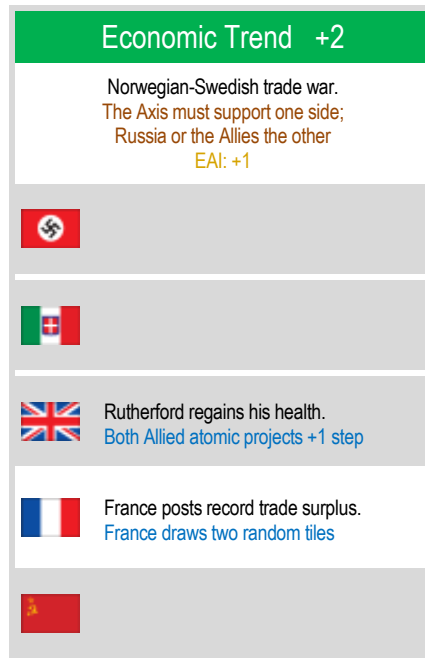 Economic Trend +2
Norwegian-Swedish trade war.
The Axis must support one side;
Russia or the Allies the other
EAI: +1
Rutherford regains his health.
Both Allied atomic projects +1 step
France posts record trade surplus.
France draws two random tiles